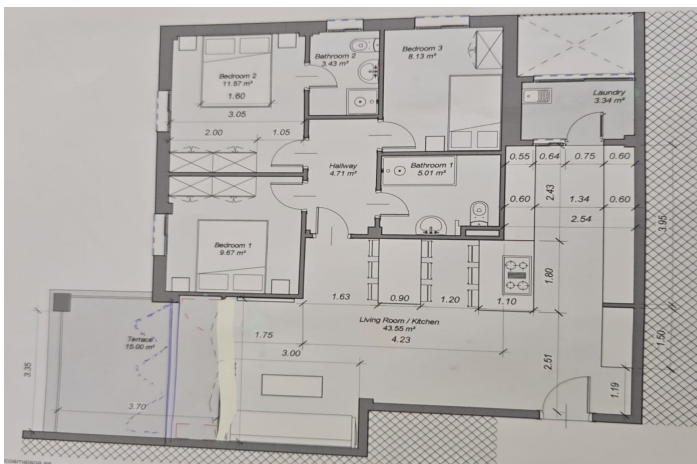 Bedroom 2
11.57 m²
1.60
3.05
2.00
1.05
Bathroom 2
3.43 m²
Bedroom 3
8.13 m²
Laundry
3.34 m²
Hallway
4.71 m²
Bathroom 1
5.01 m²
0.55
0.64
0.75
0.60
0.60
2.43
1.34
0.60
2.54
3.95
Bedroom 1
9.67 m²
1.63
0.90
1.20
1.10
1.80
Living Room / Kitchen
43.55 m²
4.23
1.75
3.00
2.51
1.50
1.19
Terrace
15.00 m²
3.35
3.70